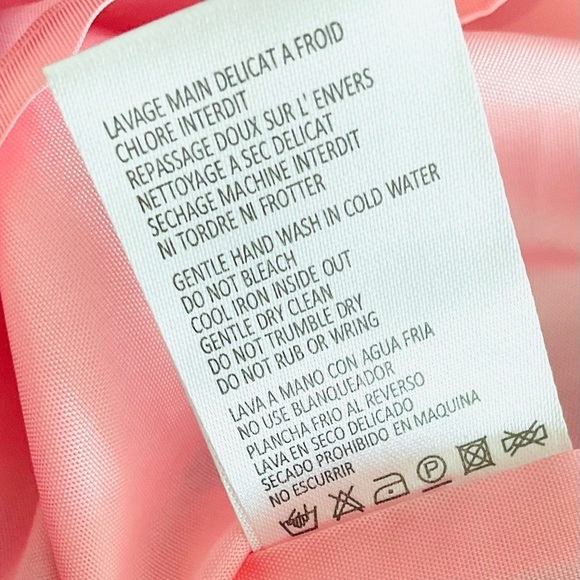 LAVAGE MAIN DELICAT A FROID
CHLORE INTERDIT
REPASSAGE DOUX SUR L' ENVERS
NETTOYAGE A SEC DELICAT
SECHAGE MACHINE INTERDIT
NI TORDRE NI FROTTER
GENTLE HAND WASH IN COLD WATER
DO NOT BLEACH
COOL IRON INSIDE OUT
GENTLE DRY CLEAN
DO NOT TRUMBLE DRY
DO NOT RUB OR WRING
LAVA A MANO CON AGUA FRIA
NO USE BLANQUEADOR
PLANCHA FRIO AL REVERSO
LAVA EN SECO DELICADO
SECADO PROHIBIDO EN MAQUINA
NO ESCURRIR
P